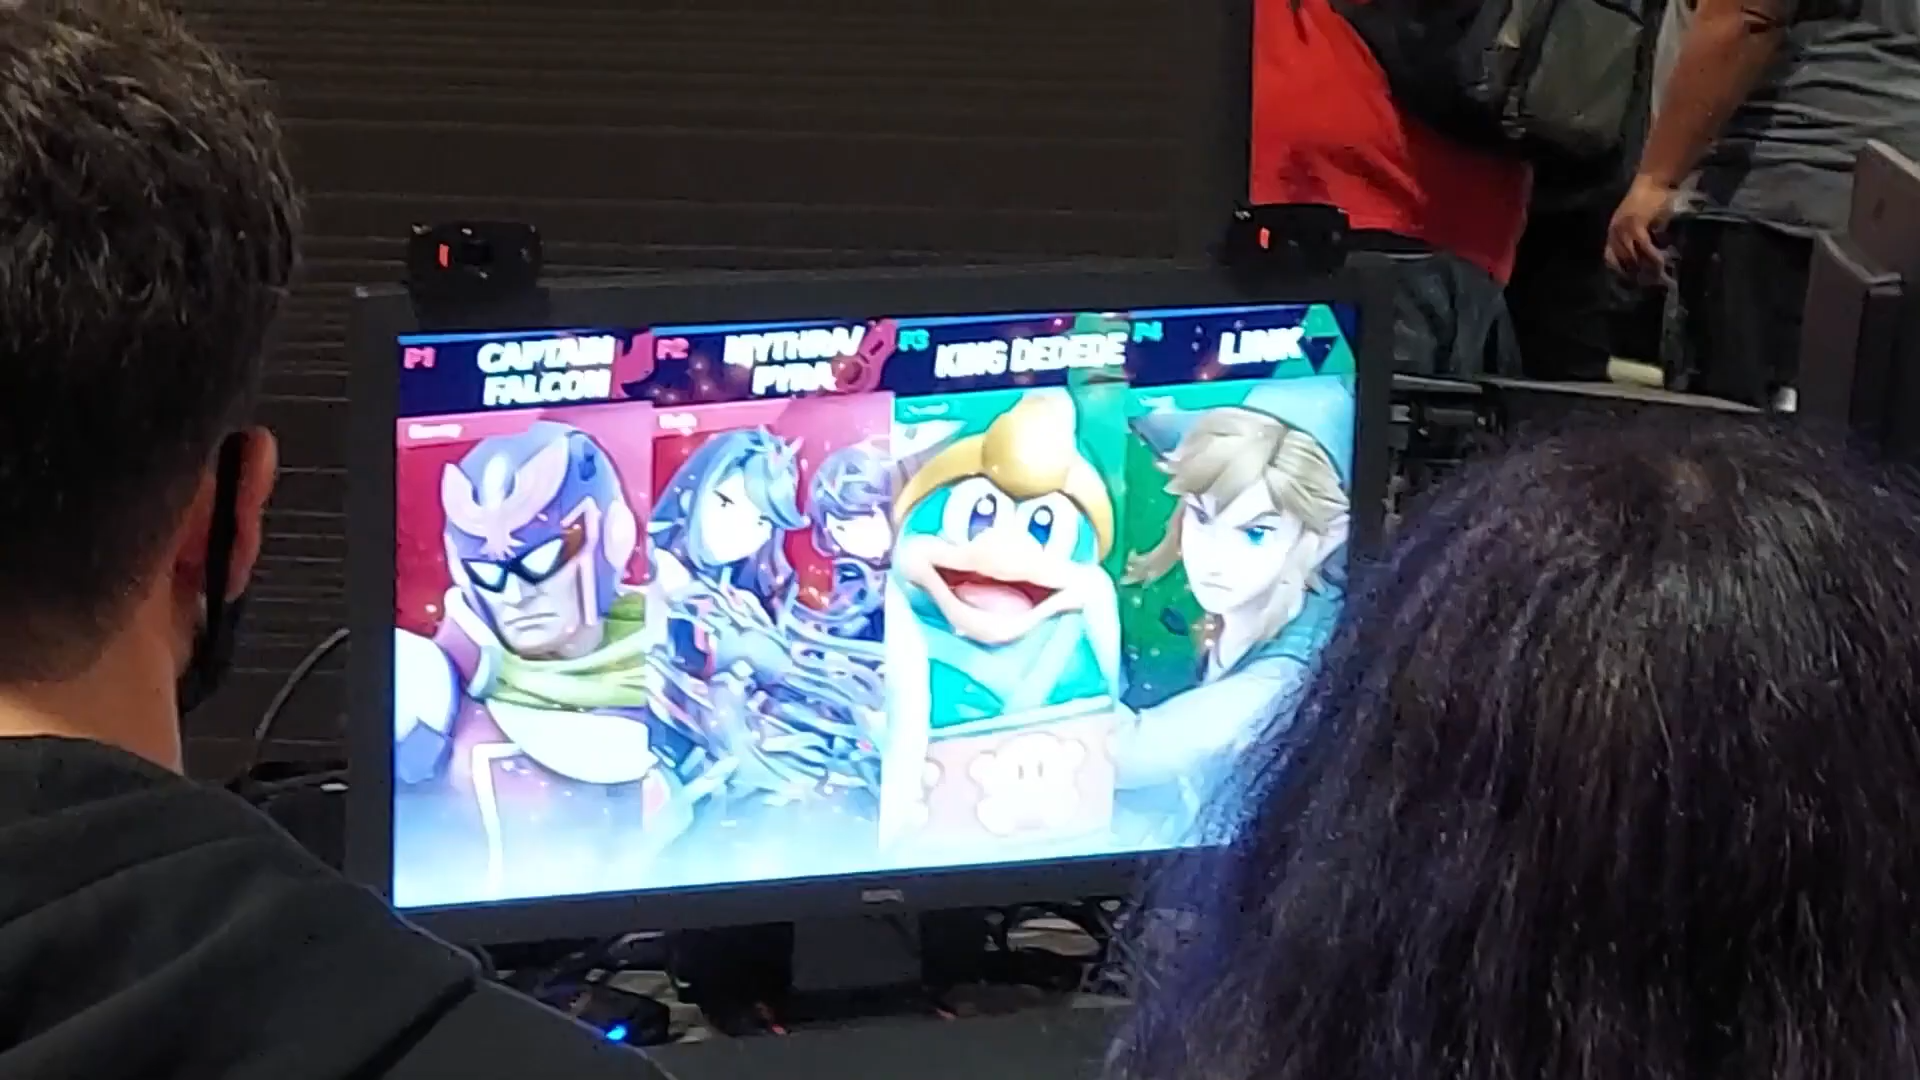 P1
CAPTAIN
FALCON
P2
MYTHRA/
PYRA
P3
KING DEDEDE
P4
LINK